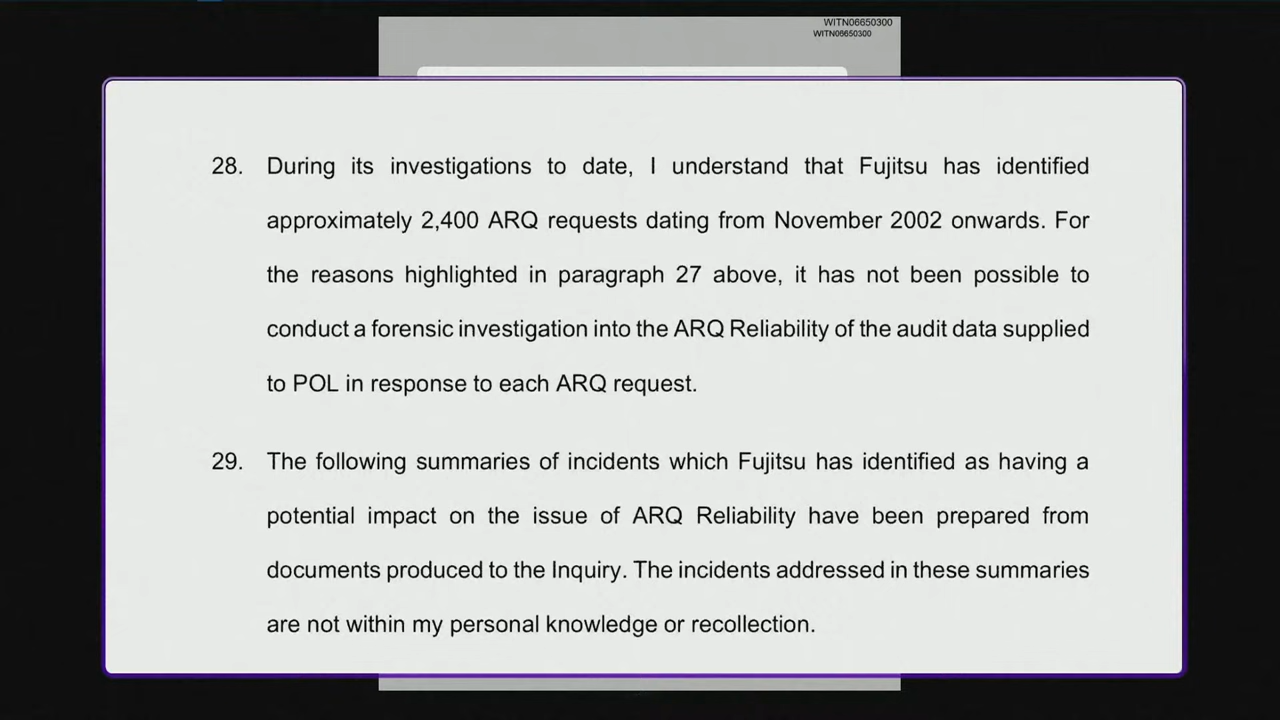 WITN06650300
WITN06650300
28. During its investigations to date, I understand that Fujitsu has identified
approximately 2,400 ARQ requests dating from November 2002 onwards. For
the reasons highlighted in paragraph 27 above, it has not been possible to
conduct a forensic investigation into the ARQ Reliability of the audit data supplied
to POL in response to each ARQ request.
29. The following summaries of incidents which Fujitsu has identified as having a
potential impact on the issue of ARQ Reliability have been prepared from
documents produced to the Inquiry. The incidents addressed in these summaries
are not within my personal knowledge or recollection.